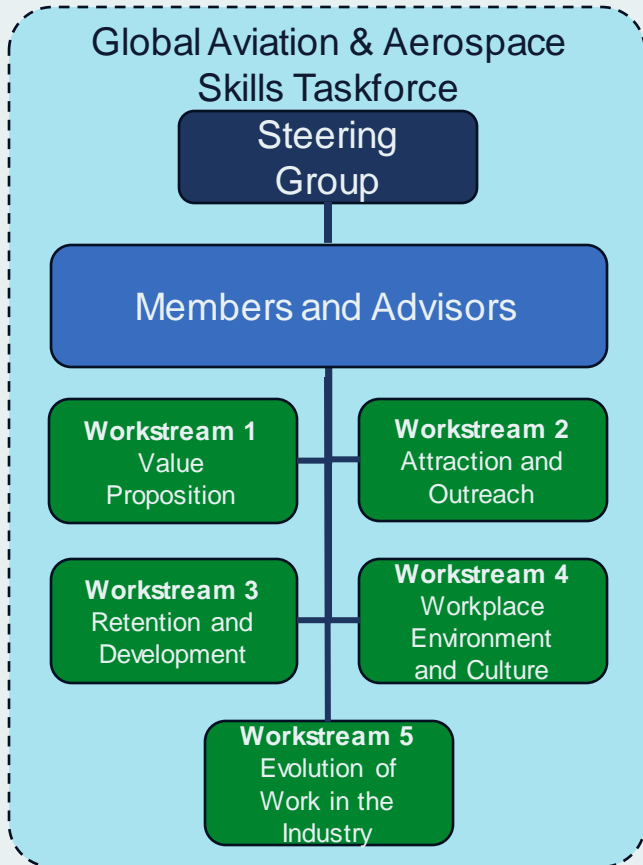 Global Aviation & Aerospace
Skills Taskforce
Steering
Group
Members and Advisors
Workstream 1
Value
Proposition
Workstream 2
Attraction and
Outreach
Workstream 3
Retention and
Development
Workstream 4
Workplace
Environment
and Culture
Workstream 5
Evolution of
Work in the
Industry